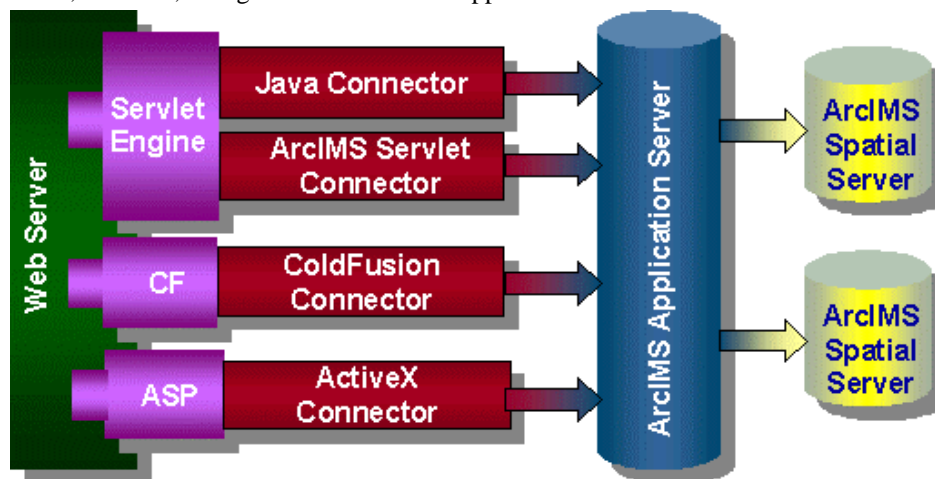 Web Server
Servlet
Engine
Java Connector
ArcIMS Servlet
Connector
CF
ColdFusion
Connector
ASP
ActiveX
Connector
ArcIMS Application Server
ArcIMS
Spatial
Server
ArcIMS
Spatial
Server